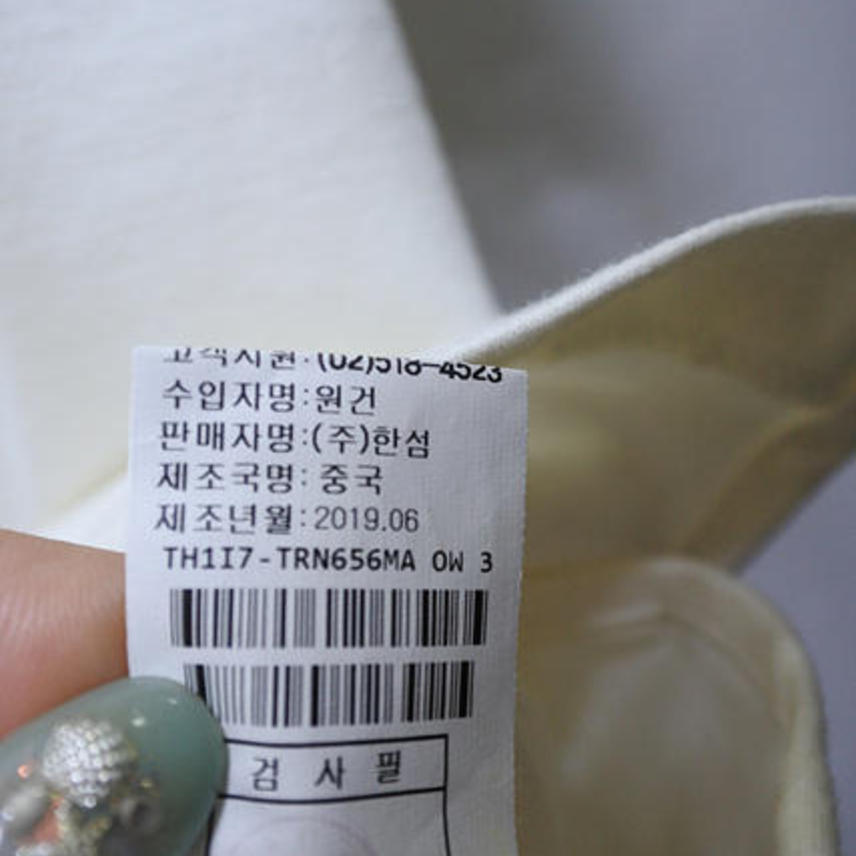 고객지원:(02)518-4523
수입자명:원건
판매자명:(주)한섬
제조국명: 중국
제조년월:2019.06
TH1I7-TRN656MA OW 3
검 사 필